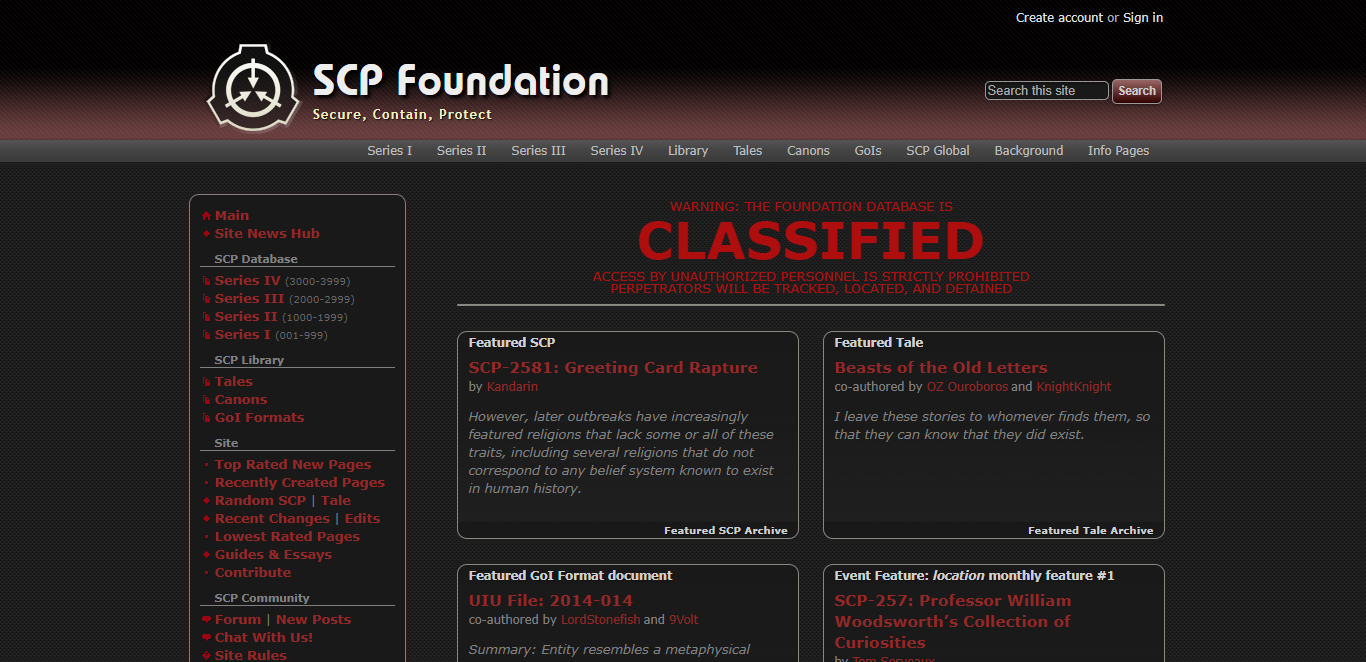 Create account or Sign in
SCP Foundation
Secure, Contain, Protect
Search this site
Search
Series I Series II Series III Series IV Library Tales Canons GoIs SCP Global Background Info Pages
Main
Site News Hub
SCP Database
Series IV (3000-3999)
Series III (2000-2999)
Series II (1000-1999)
Series I (001-999)
SCP Library
Tales
Canons
GoI Formats
Site
Top Rated New Pages
Recently Created Pages
Random SCP | Tale
Recent Changes | Edits
Lowest Rated Pages
Guides & Essays
Contribute
SCP Community
Forum | New Posts
Chat With Us!
Site Rules
WARNING: THE FOUNDATION DATABASE IS
CLASSIFIED
ACCESS BY UNAUTHORIZED PERSONNEL IS STRICTLY PROHIBITED
PERPETRATORS WILL BE TRACKED, LOCATED, AND DETAINED
Featured SCP
SCP-2581: Greeting Card Rapture
by Kandarin
However, later outbreaks have increasingly
featured religions that lack some or all of these
traits, including several religions that do not
correspond to any belief system known to exist
in human history.
Featured SCP Archive
Featured Tale
Beasts of the Old Letters
co-authored by OZ Ouroboros and KnightKnight
I leave these stories to whomever finds them, so
that they can know that they did exist.
Featured Tale Archive
Featured GoI Format document
UIU File: 2014-014
co-authored by LordStonefish and 9Volt
Summary: Entity resembles a metaphysical
Event Feature: location monthly feature #1
SCP-257: Professor William
Woodsworth's Collection of
Curiosities
by Tom